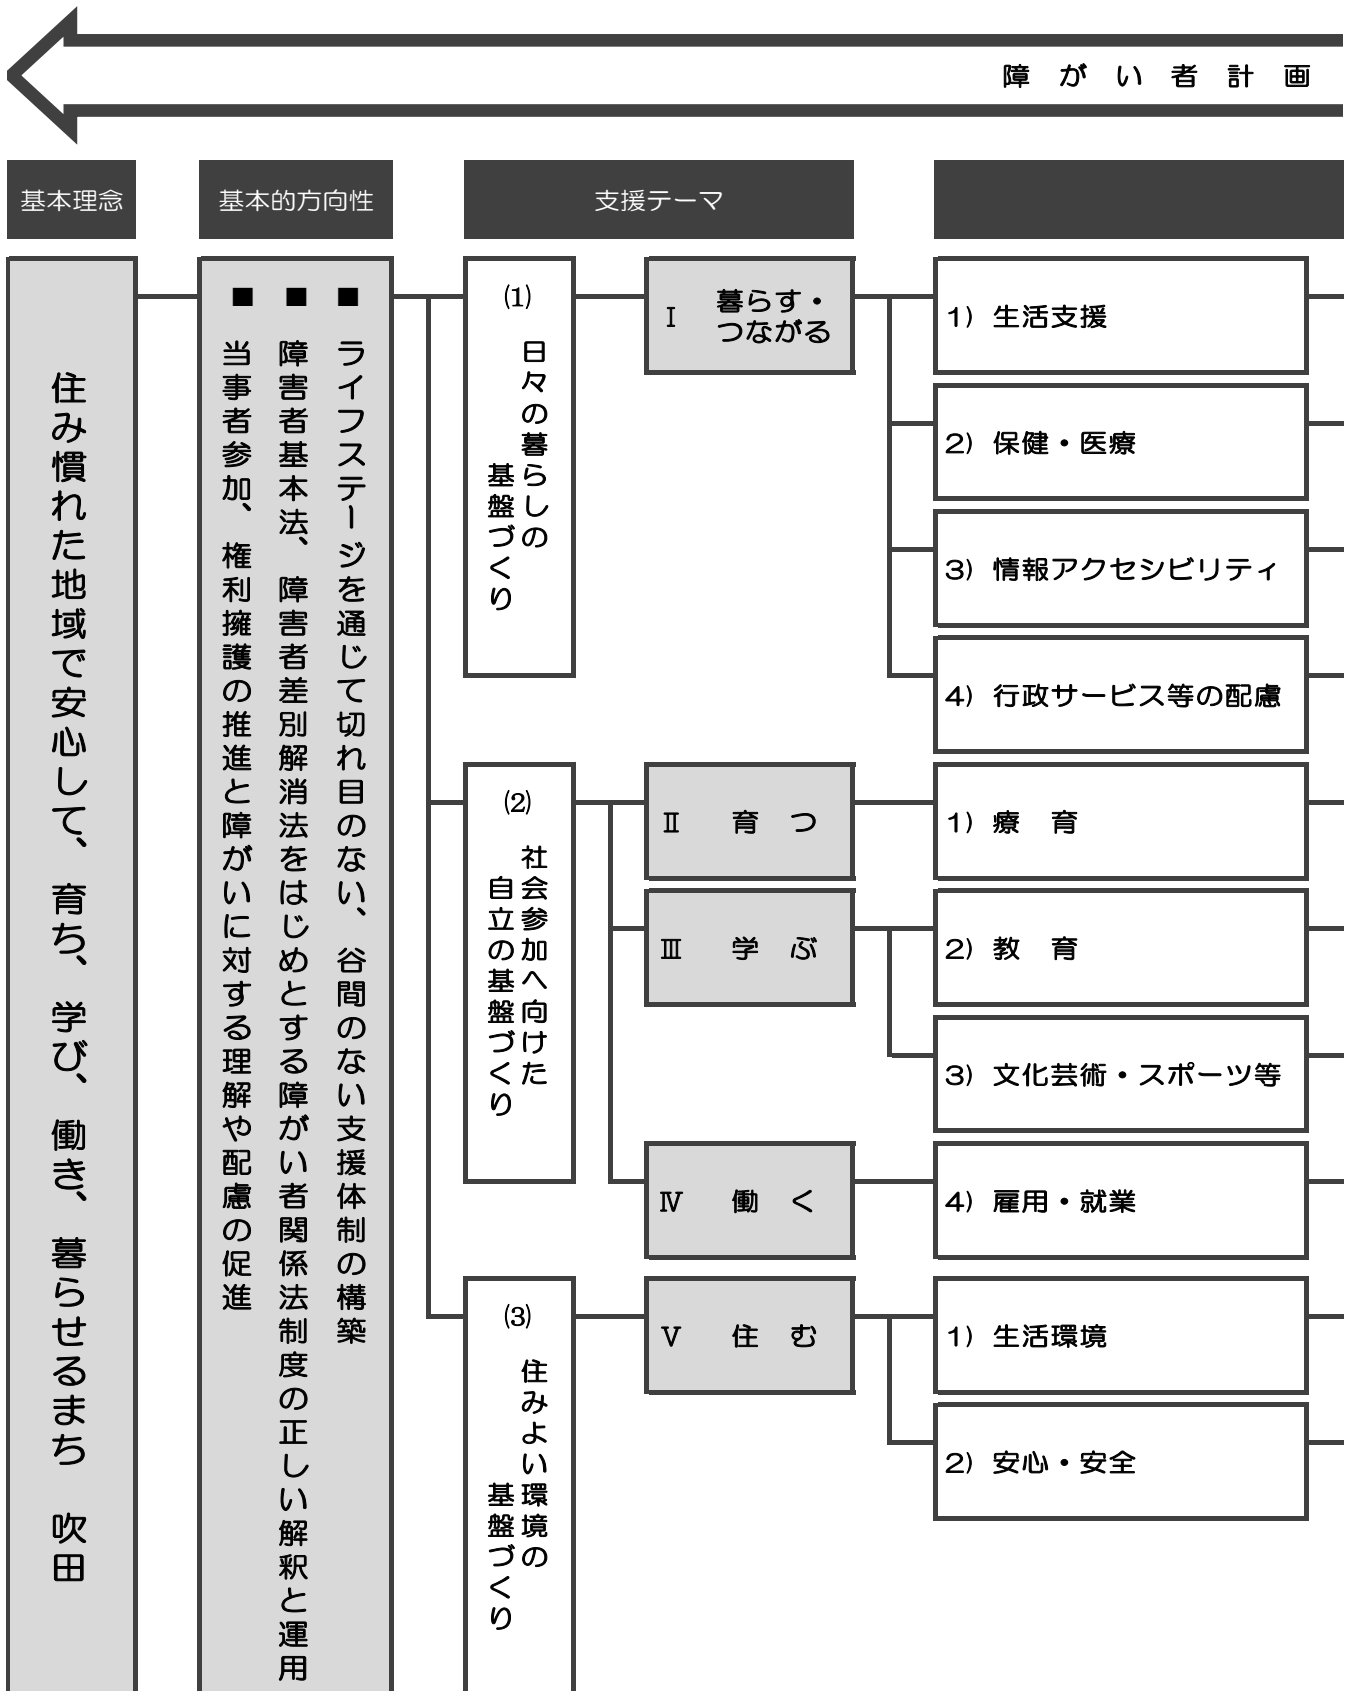 障がい者計画
基本理念
基本的方向性
支援テーマ
住み慣れた地域で安心して、育ち、学び、働き、暮らせるまち　吹田
■ ライフステージを通じて切れ目のない、谷間のない支援体制の構築
■ 障害者基本法、障害者差別解消法をはじめとする障がい者関係法制度の正しい解釈と運用
■ 当事者参加、権利擁護の推進と障がいに対する理解や配慮の促進
(1)
日々の暮らしの
基盤づくり
Ⅰ 暮らす・
つながる
1) 生活支援
2) 保健・医療
3) 情報アクセシビリティ
4) 行政サービス等の配慮
(2)
社会参加へ向けた
自立の基盤づくり
Ⅱ 育つ
1) 療育
Ⅲ 学ぶ
2) 教育
3) 文化芸術・スポーツ等
Ⅳ 働く
4) 雇用・就業
(3)
住みよい環境の
基盤づくり
Ⅴ 住む
1) 生活環境
2) 安心・安全